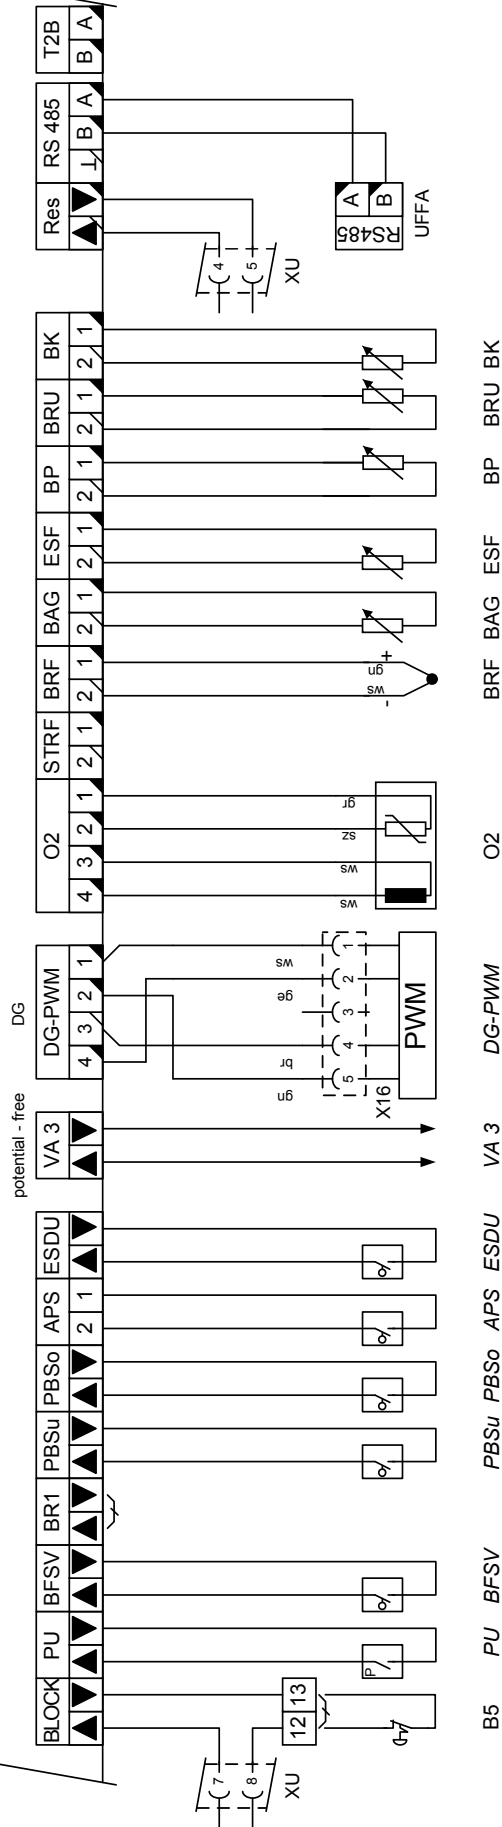 potential - free DG
BLOCK PU BFSV BR1 PBSu PBSo APS ESDU VA 3 DG-PWM O2 STRF BRF BAG ESF BP BRU BK Res RS 485 T2B
2 1 4 3 2 1 4 3 2 1 2 1 2 1 2 1 2 1 2 1 2 1 2 1 B A B A
7 8
XU
4 5
XU
12 13
P
gn br ge ws
5 4 3 2 1
X16
PWM
ws ws sz gr
- ws gn +
A B
RS485
UFFA
B5 PU BFSV PBSu PBSo APS ESDU VA 3 DG-PWM O2 BRF BAG ESF BP BRU BK